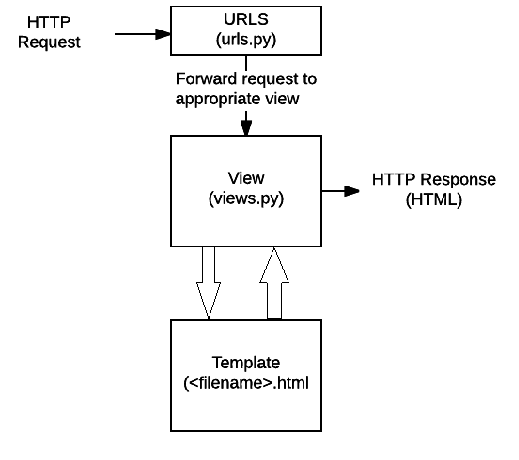 HTTP
Request
URLS
(urls.py)
Forward request to
appropriate view
View
(views.py)
HTTP Response
(HTML)
Template
(<filename>.html